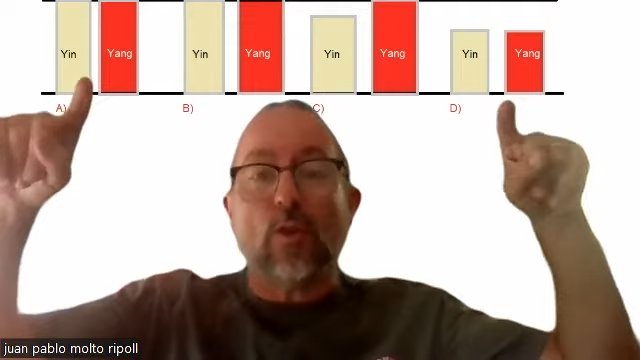 Yin Yang Yin Yang Yin Yang Yin Yang
A) B) C) D)
juan pablo molto ripoll